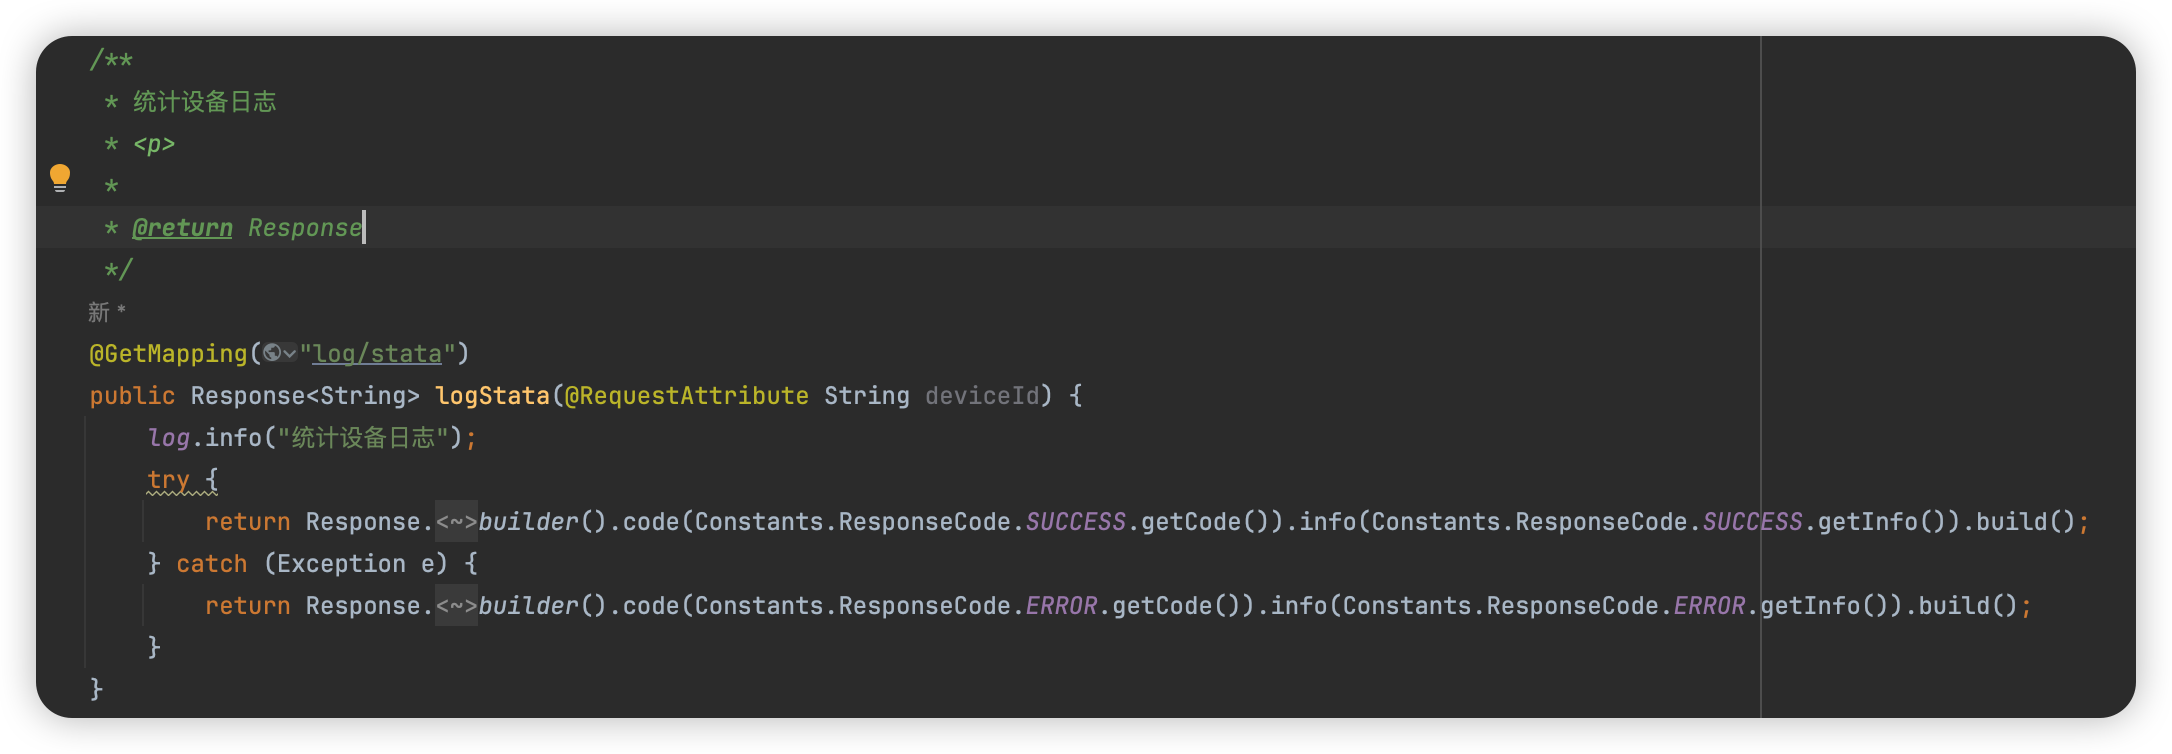 /**
 * 统计设备日志
 * <p>
 *
 * @return Response
 */
新 *
@GetMapping("log/stata")
public Response<String> logStata(@RequestAttribute String deviceId) {
    log.info("统计设备日志");
    try {
        return Response.<~>builder().code(Constants.ResponseCode.SUCCESS.getCode()).info(Constants.ResponseCode.SUCCESS.getInfo()).build();
    } catch (Exception e) {
        return Response.<~>builder().code(Constants.ResponseCode.ERROR.getCode()).info(Constants.ResponseCode.ERROR.getInfo()).build();
    }
}